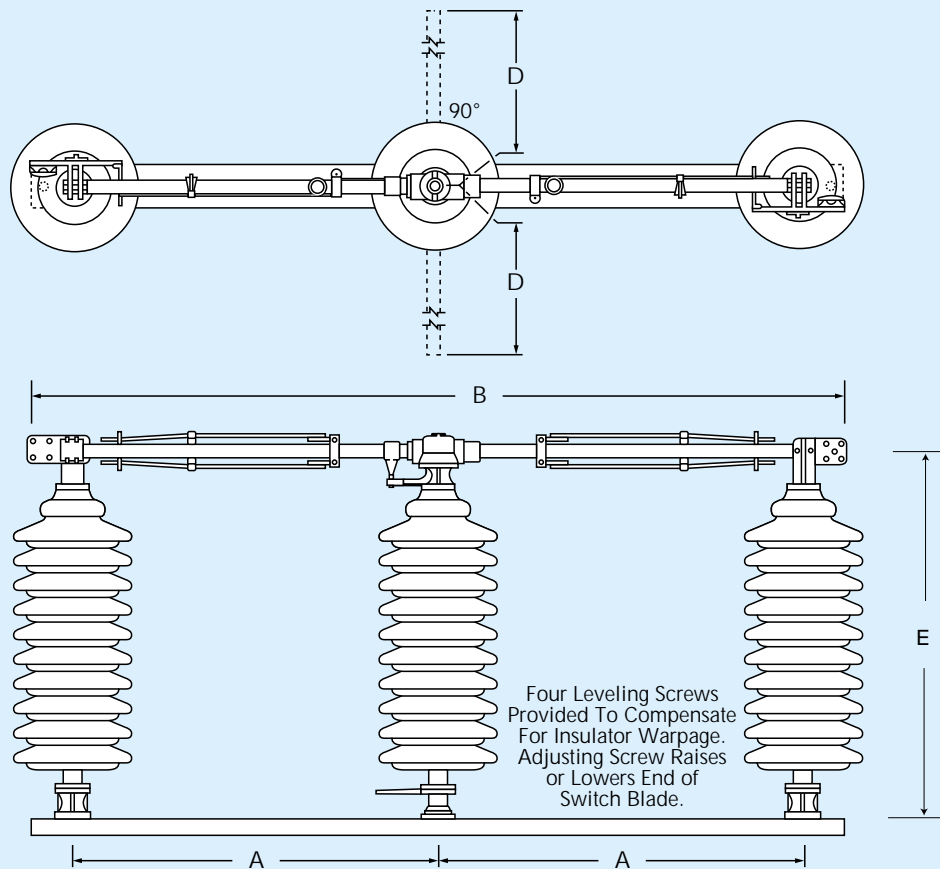 D
90°
D
B
E
Four Leveling Screws
Provided To Compensate
For Insulator Warpage.
Adjusting Screw Raises
or Lowers End of
Switch Blade.
A
A